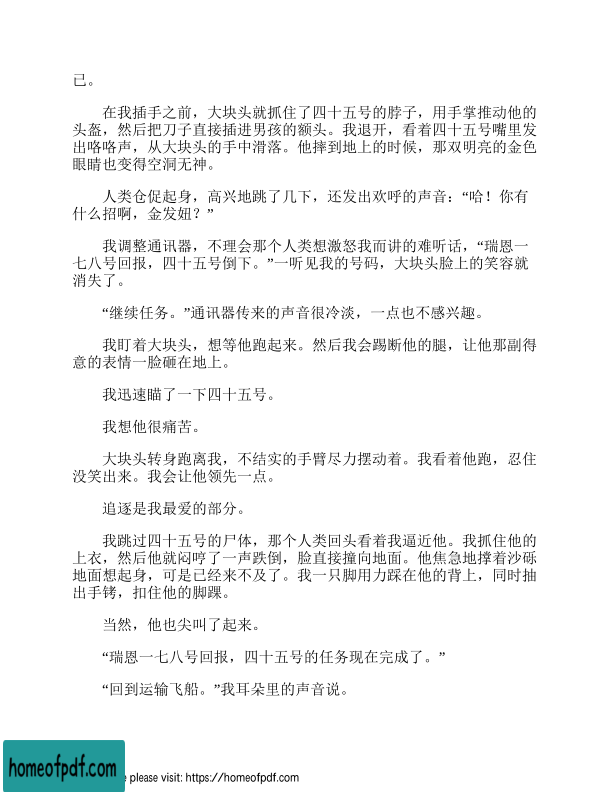 已。
在我插手之前，大块头就抓住了四十五号的脖子，用手掌推动他的
头盔，然后把刀子直接插进男孩的额头。我退开，看着四十五号嘴里发
出咯咯声，从大块头的手中滑落。他摔到地上的时候，那双明亮的金色
眼睛也变得空洞无神。
人类仓促起身，高兴地跳了几下，还发出欢呼的声音：“哈！你有
什么招啊，金发妞？”
我调整通讯器，不理会那个人类想激怒我而讲的难听话，“瑞恩一
七八号回报，四十五号倒下。”一听见我的号码，大块头脸上的笑容就
消失了。
“继续任务。”通讯器传来的声音很冷淡，一点也不感兴趣。
我盯着大块头，想等他跑起来。然后我会踢断他的腿，让他那副得
意的表情一脸砸在地上。
我迅速瞄了一下四十五号。
我想他很痛苦。
大块头转身跑离我，不结实的手臂尽力摆动着。我看着他跑，忍住
没笑出来。我会让他领先一点。
追逐是我最爱的部分。
我跳过四十五号的尸体，那个人类回头看着我逼近他。我抓住他的
上衣，然后他就闷哼了一声跌倒，脸直接撞向地面。他焦急地撑着沙砾
地面想起身，可是已经来不及了。我一只脚用力踩在他的背上，同时抽
出手铐，扣住他的脚踝。
当然，他也尖叫了起来。
“瑞恩一七八号回报，四十五号的任务现在完成了。”
“回到运输飞船。”我耳朵里的声音说。
homeofpdf.com
e please visit: https://homeofpdf.com